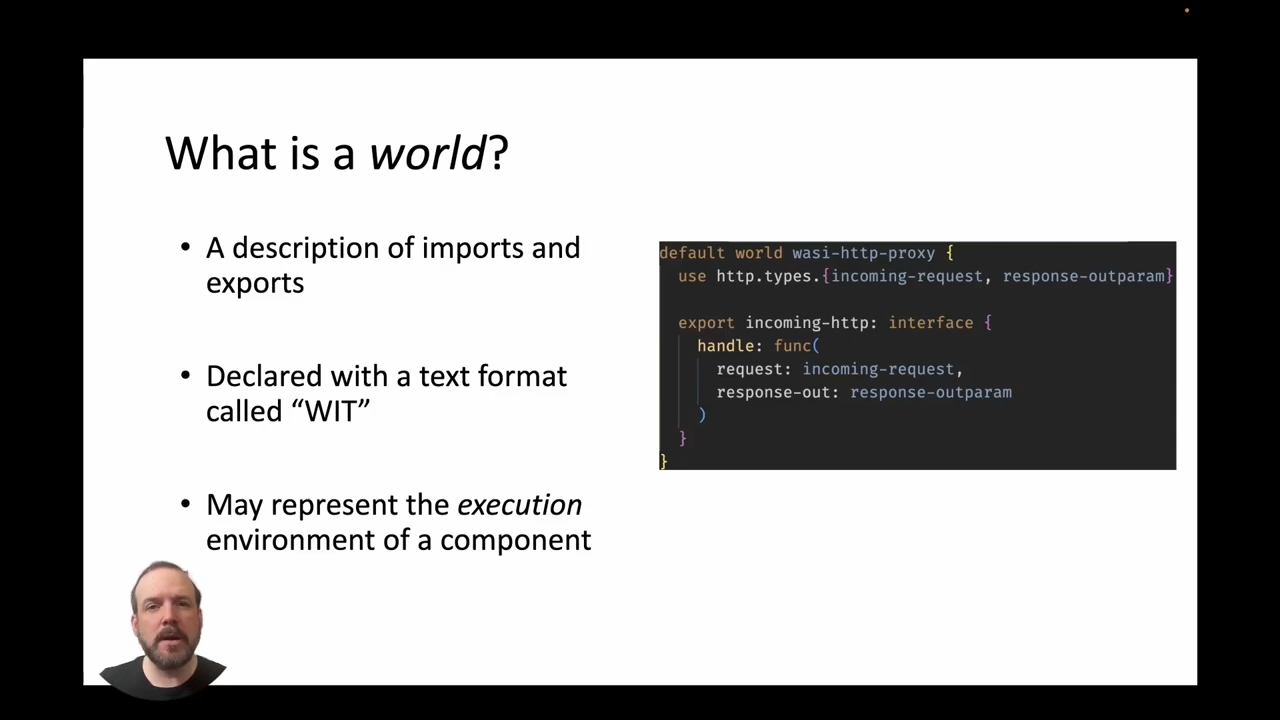 What is a world?
• A description of imports and
exports
• Declared with a text format
called “WIT”
• May represent the execution
environment of a component
default world wasi-http-proxy {
  use http.types.{incoming-request, response-outparam}
  export incoming-http: interface {
    handle: func(
      request: incoming-request,
      response-out: response-outparam
    )
  }
}